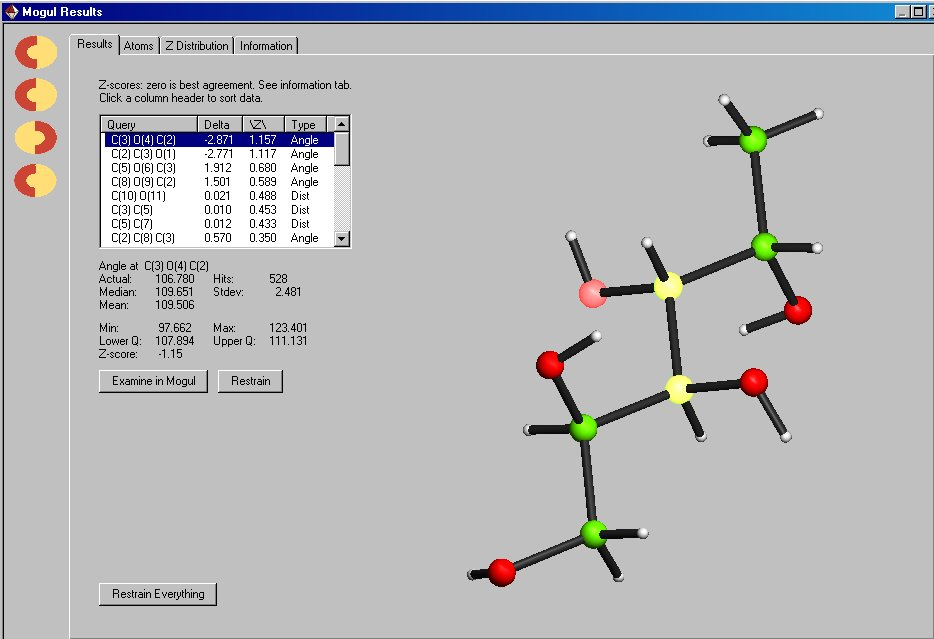 Mogul Results
Results Atoms Z Distribution Information
Z-scores: zero is best agreement. See information tab.
Click a column header to sort data.
Query Delta \Z\ Type
C(3) O(4) C(2) -2.871 1.157 Angle
C(2) C(3) O(1) -2.771 1.117 Angle
C(5) O(6) C(3) 1.912 0.680 Angle
C(8) O(9) C(2) 1.501 0.589 Angle
C(10) O(11) 0.021 0.488 Dist
C(3) C(5) 0.010 0.453 Dist
C(5) C(7) 0.012 0.433 Dist
C(2) C(8) C(3) 0.570 0.350 Angle
Angle at C(3) O(4) C(2)
Actual: 106.780 Hits: 528
Median: 109.651 Stdev: 2.481
Mean: 109.506
Min: 97.662 Max: 123.401
Lower Q: 107.894 Upper Q: 111.131
Z-score: -1.15
Examine in Mogul Restrain
Restrain Everything